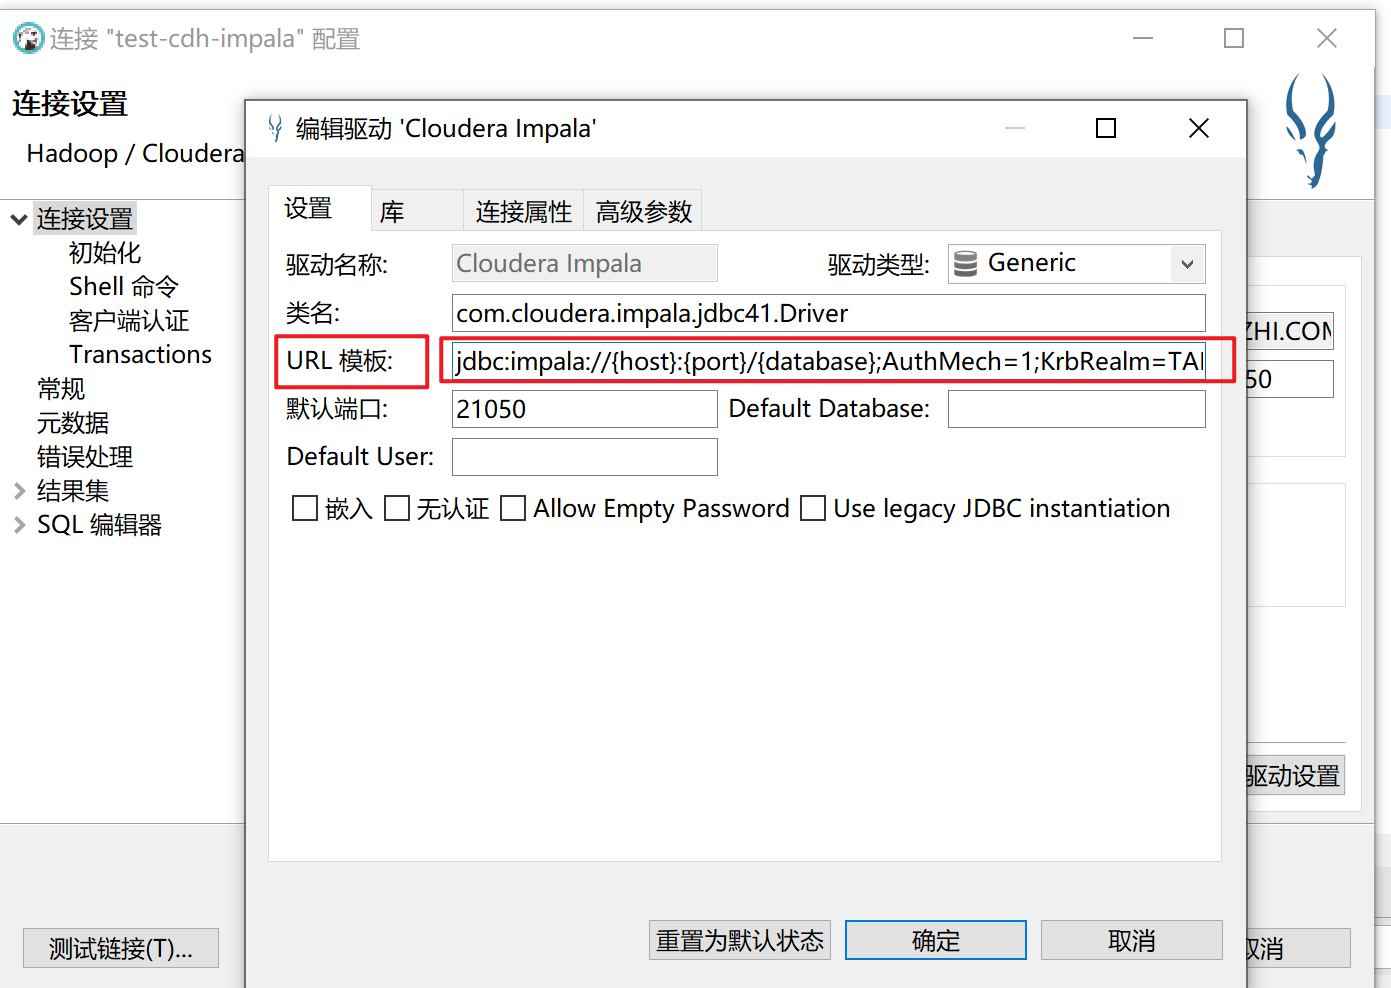 连接 "test-cdh-impala" 配置
连接设置
Hadoop / Cloudera
连接设置
初始化
Shell 命令
客户端认证
Transactions
常规
元数据
错误处理
结果集
SQL 编辑器
测试链接(T)...
编辑驱动 'Cloudera Impala'
设置 库 连接属性 高级参数
驱动名称: Cloudera Impala 驱动类型: Generic
类名: com.cloudera.impala.jdbc41.Driver
URL 模板: jdbc:impala://{host}:{port}/{database};AuthMech=1;KrbRealm=TA
默认端口: 21050 Default Database:
Default User:
嵌入 无认证 Allow Empty Password Use legacy JDBC instantiation
重置为默认状态 确定 取消
ZHI.COM
50
驱动设置
取消